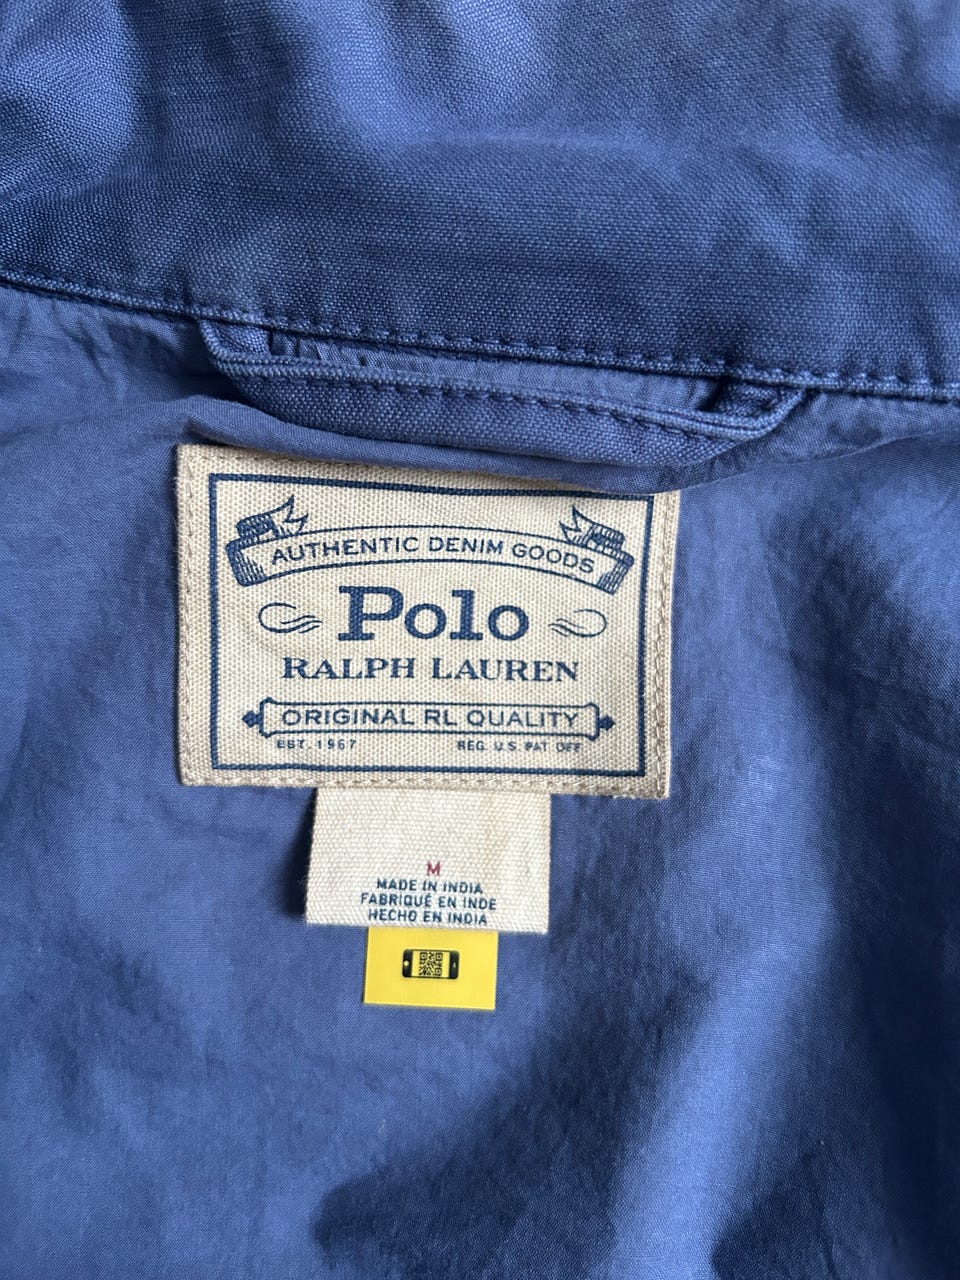 AUTHENTIC DENIM GOODS
Polo
RALPH LAUREN
ORIGINAL RL QUALITY
EST. 1967 REG. U.S. PAT OFF
M
MADE IN INDIA
FABRIQUÉ EN INDE
HECHO EN INDIA